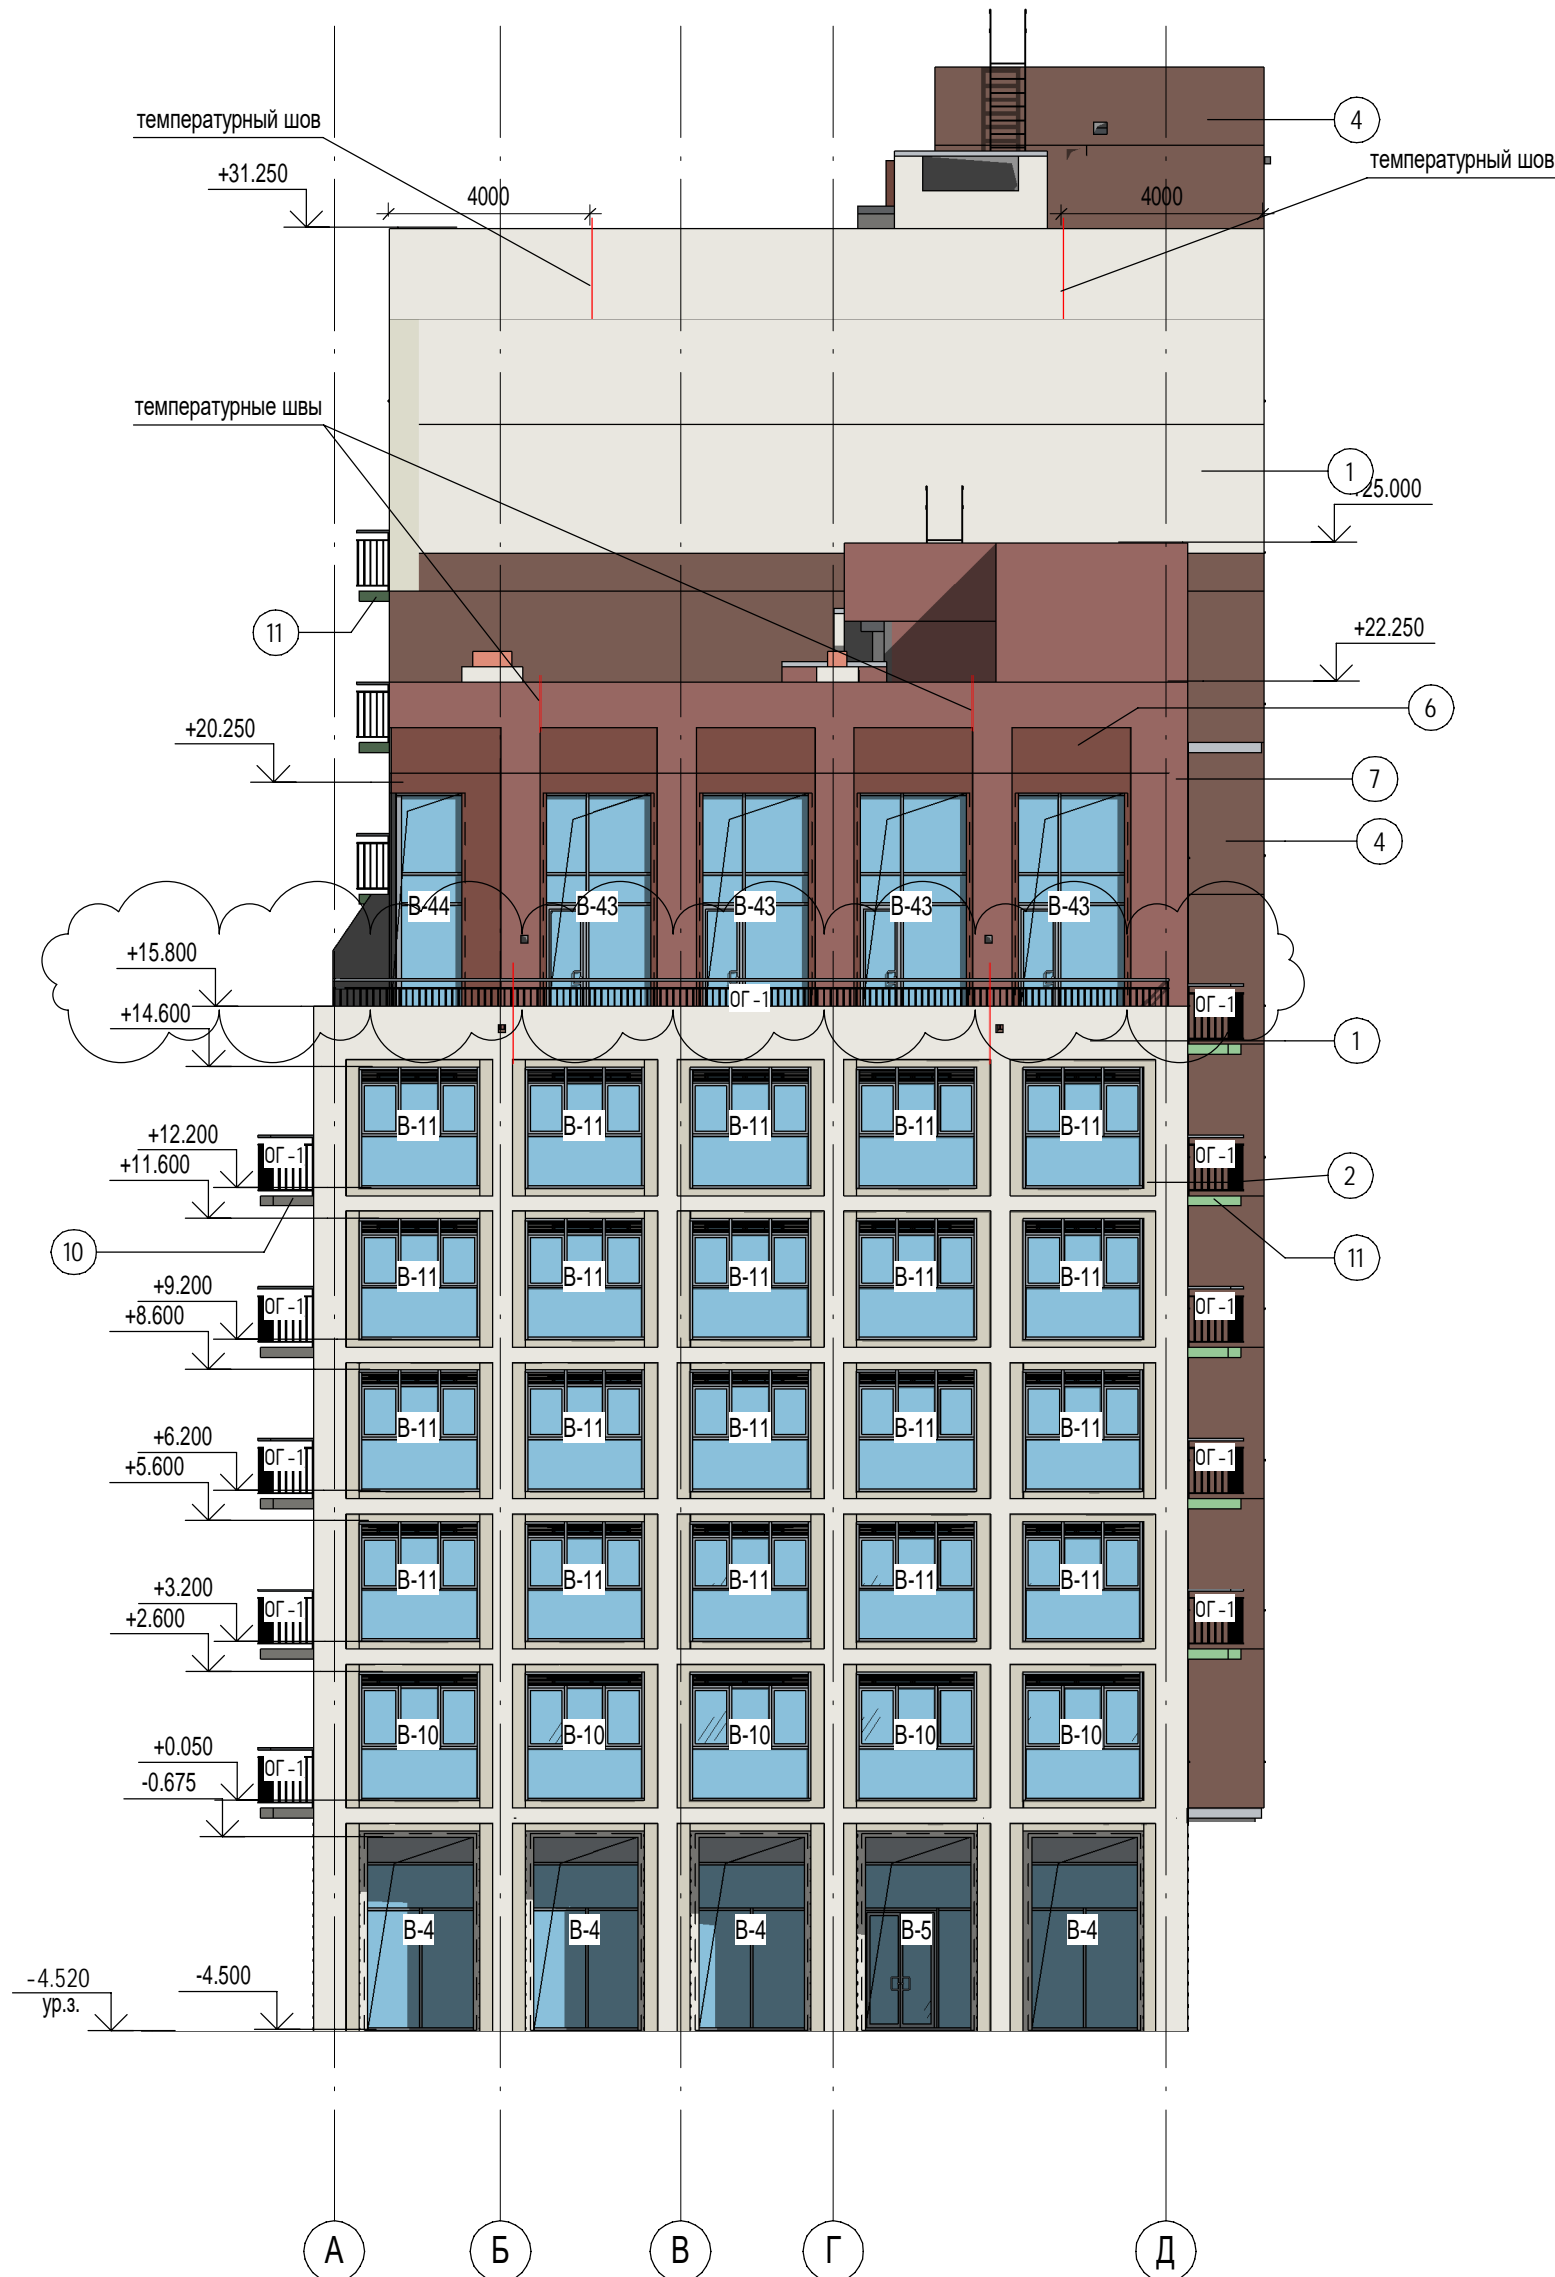 4
температурный шов
температурный шов
+31.250
4000
4000
температурные швы
1
25.000
11
+22.250
6
+20.250
7
4
В-44
В-43
В-43
В-43
В-43
+15.800
ОГ-1
ОГ-1
+14.600
1
В-11
В-11
В-11
В-11
В-11
+12.200
ОГ-1
ОГ-1
+11.600
2
10
11
В-11
В-11
В-11
В-11
В-11
+9.200
ОГ-1
ОГ-1
+8.600
В-11
В-11
В-11
В-11
В-11
+6.200
ОГ-1
ОГ-1
+5.600
В-11
В-11
В-11
В-11
В-11
+3.200
ОГ-1
ОГ-1
+2.600
В-10
В-10
В-10
В-10
В-10
+0.050
ОГ-1
-0.675
В-4
В-4
В-4
В-5
В-4
-4.520
ур.з.
-4.500
А
Б
В
Г
Д